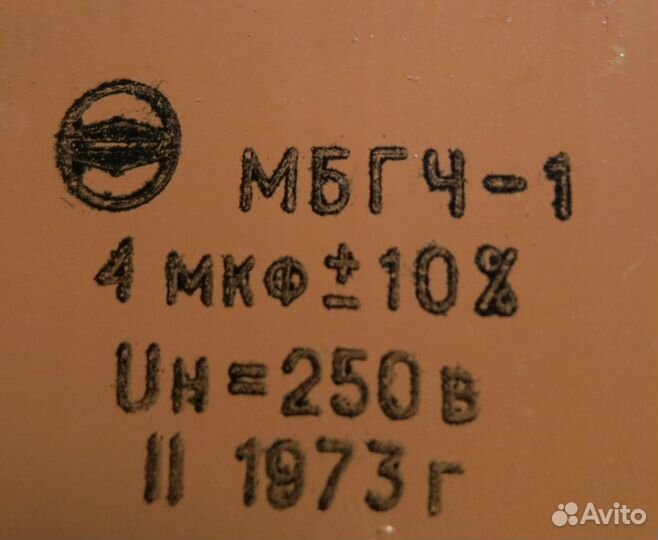 МБГЧ-1
4 мкф ± 10%
Uн = 250 в
II 1973 г
Avito